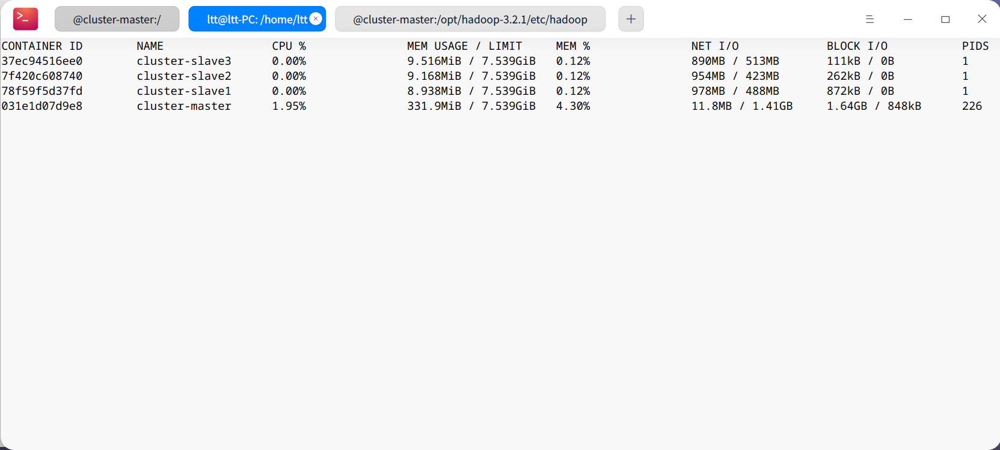 @cluster-master:/ ltt@ltt-PC: /home/ltt @cluster-master:/opt/hadoop-3.2.1/etc/hadoop
CONTAINER ID NAME CPU % MEM USAGE / LIMIT MEM % NET I/O BLOCK I/O PIDS
37ec94516ee0 cluster-slave3 0.00% 9.516MiB / 7.539GiB 0.12% 890MB / 513MB 111kB / 0B 1
7f420c608740 cluster-slave2 0.00% 9.168MiB / 7.539GiB 0.12% 954MB / 423MB 262kB / 0B 1
78f59f5d37fd cluster-slave1 0.00% 8.938MiB / 7.539GiB 0.12% 978MB / 488MB 872kB / 0B 1
031e1d07d9e8 cluster-master 1.95% 331.9MiB / 7.539GiB 4.30% 11.8MB / 1.41GB 1.64GB / 848kB 226